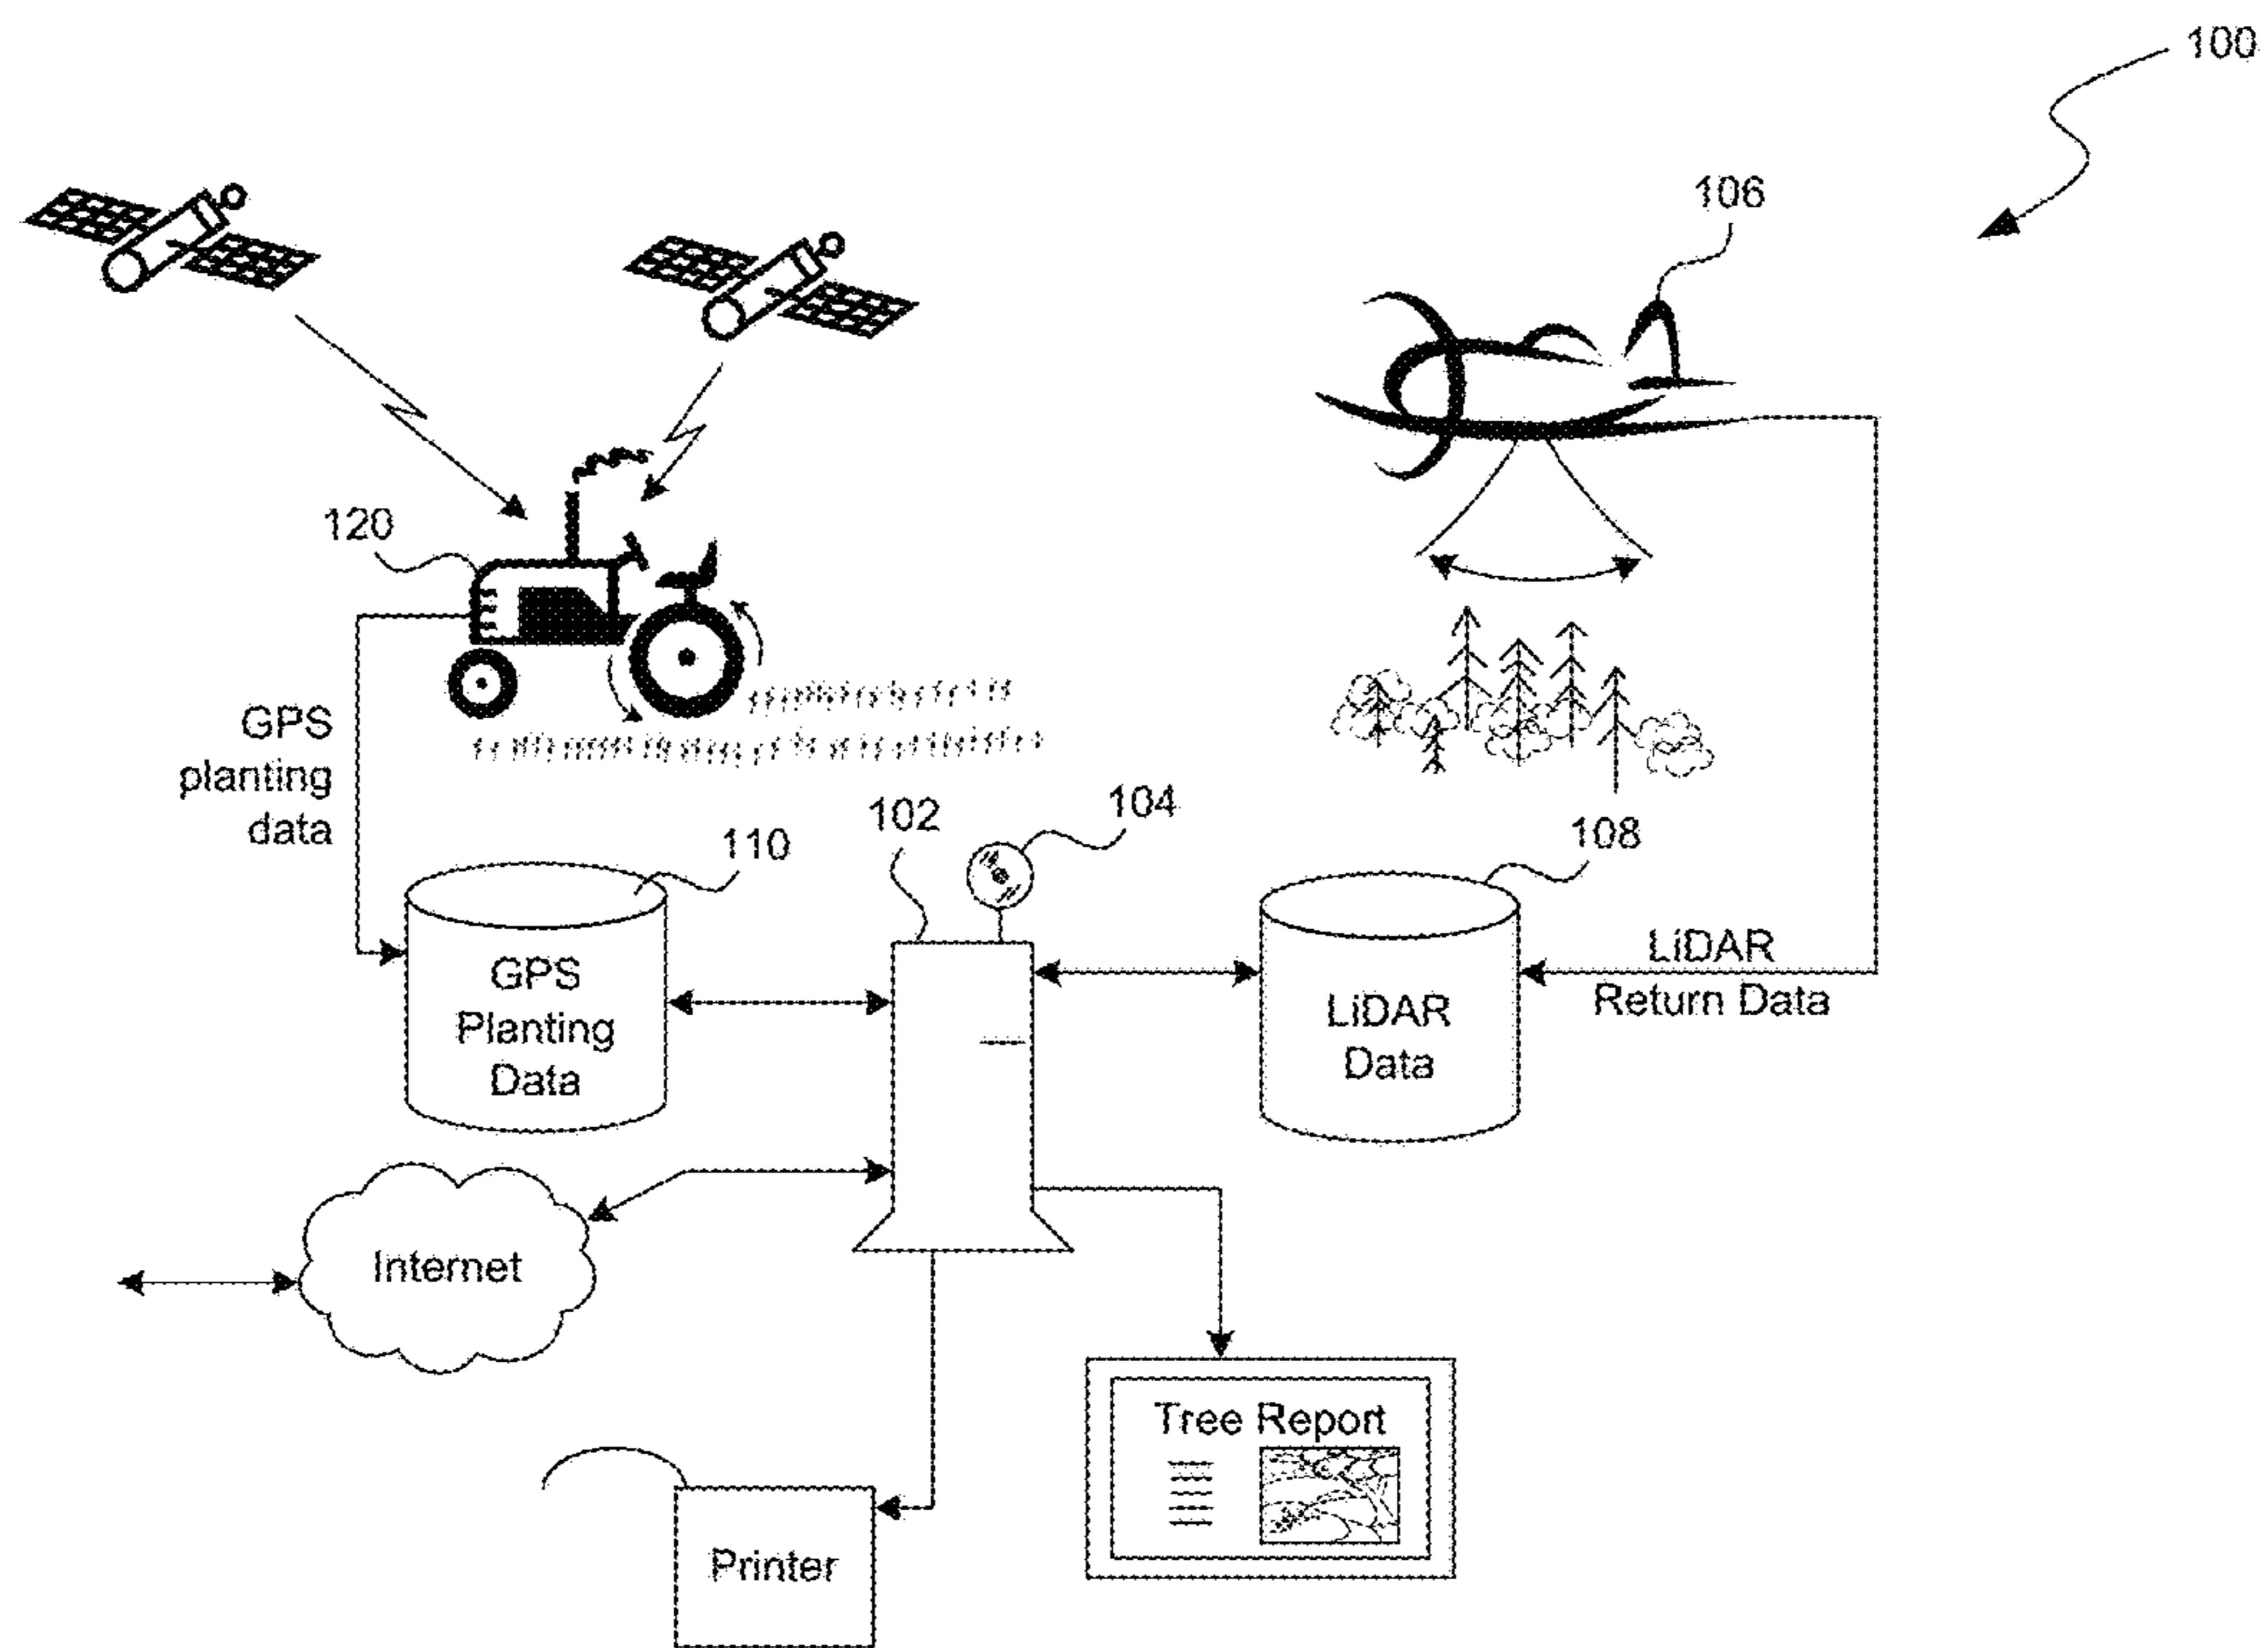 100
106
120
GPS
planting
data
102
104
110
108
GPS
Planting
Data
LiDAR
Data
LiDAR
Return Data
Internet
Tree Report
Printer